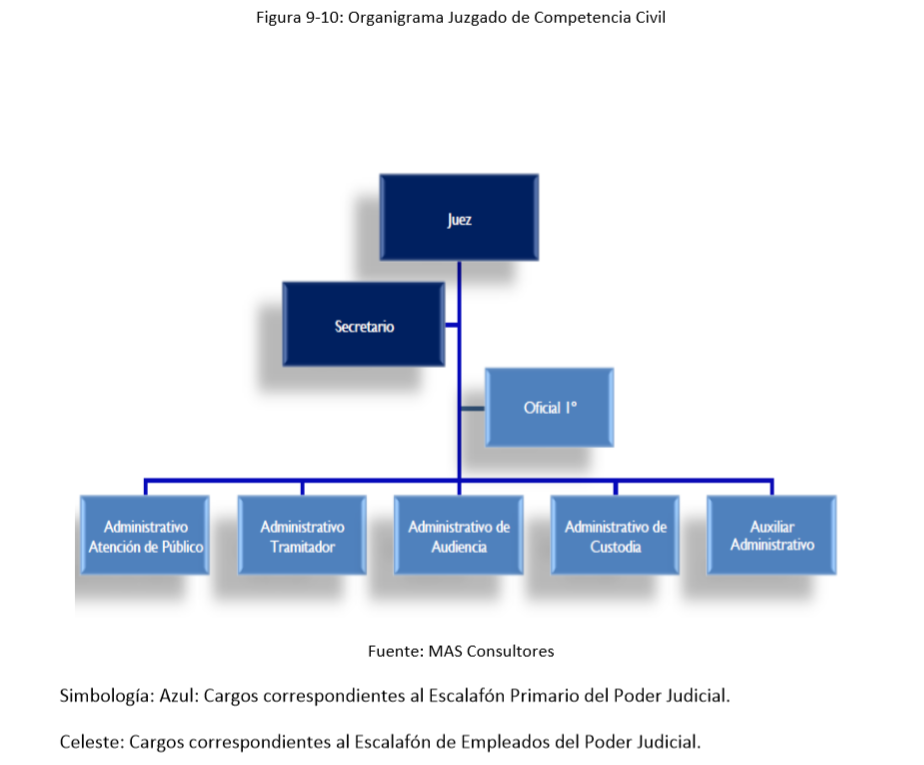 Figura 9-10: Organigrama Juzgado de Competencia Civil
Juez
Secretario
Oficial 1°
Administrativo
Atención de Público
Administrativo
Tramitador
Administrativo de
Audiencia
Administrativo de
Custodia
Auxiliar
Administrativo
Fuente: MAS Consultores
Simbología: Azul: Cargos correspondientes al Escalafón Primario del Poder Judicial.
Celeste: Cargos correspondientes al Escalafón de Empleados del Poder Judicial.